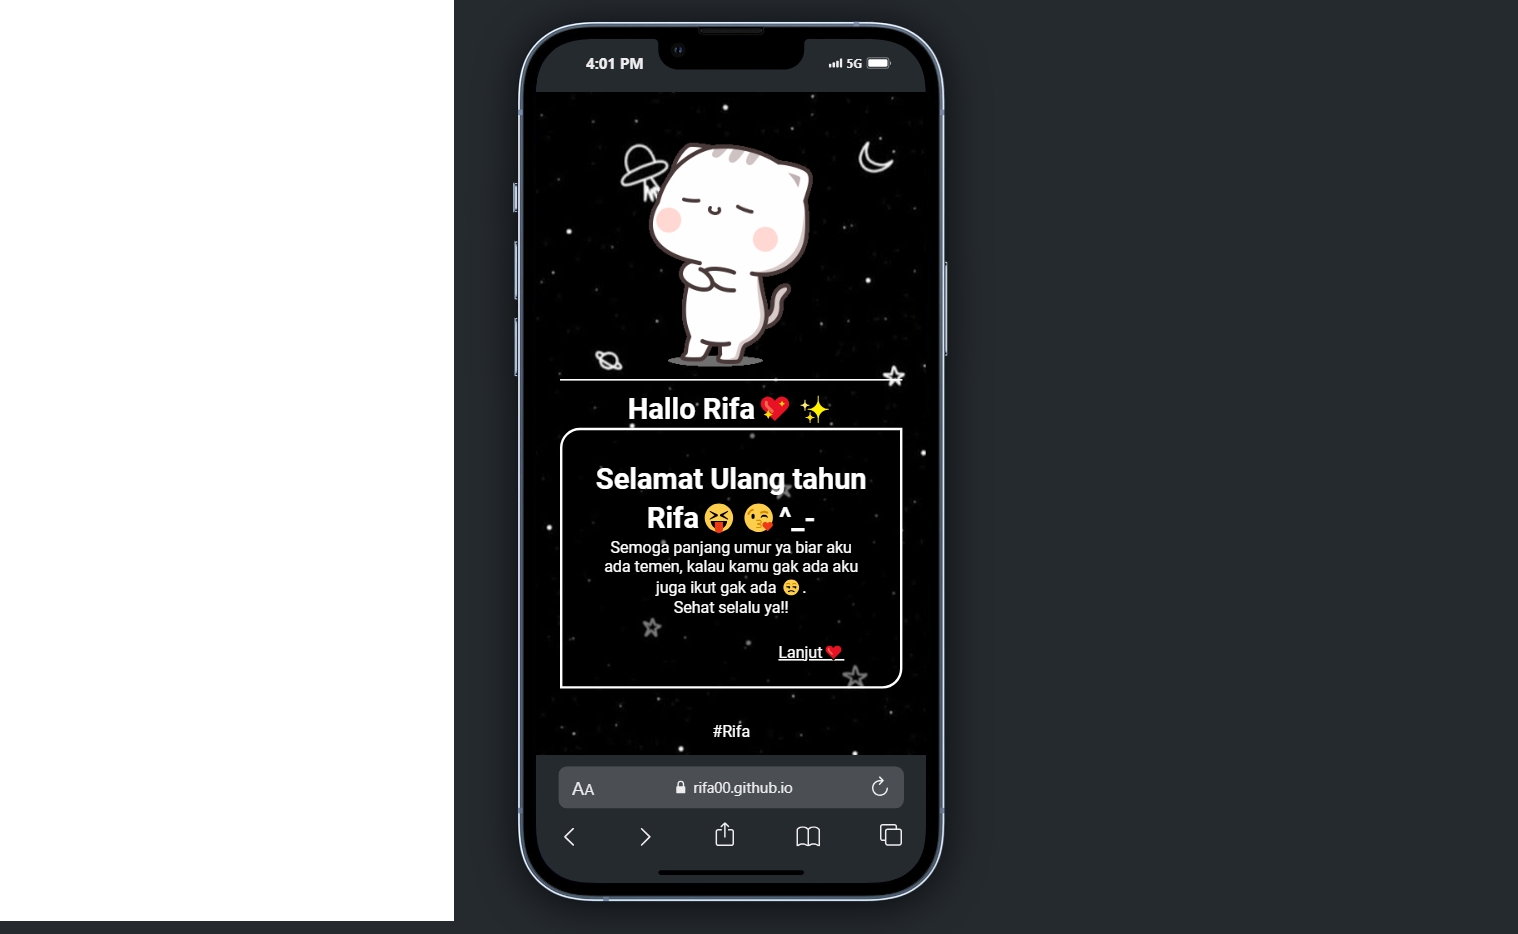 4:01 PM
5G
Hallo Rifa💖 ✨
Selamat Ulang tahun
Rifa😝 😘 ^_-
Semoga panjang umur ya biar aku
ada temen, kalau kamu gak ada aku
juga ikut gak ada 😒.
Sehat selalu ya!!
Lanjut❤
#Rifa
AA
rifa00.github.io